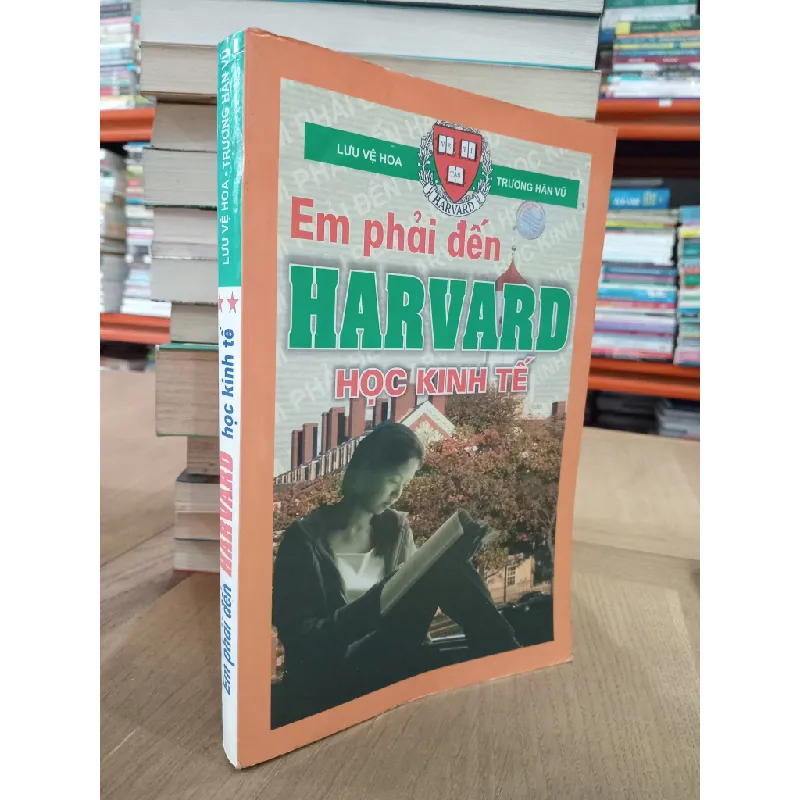 LƯU VỆ HOA - TRƯƠNG HÂN VŨ
Em phải đến HARVARD học kinh tế
LƯU VỆ HOA
VE RI
TAS
HARVARD
TRƯƠNG HÂN VŨ
Em phải đến
HARVARD
HỌC KINH TẾ